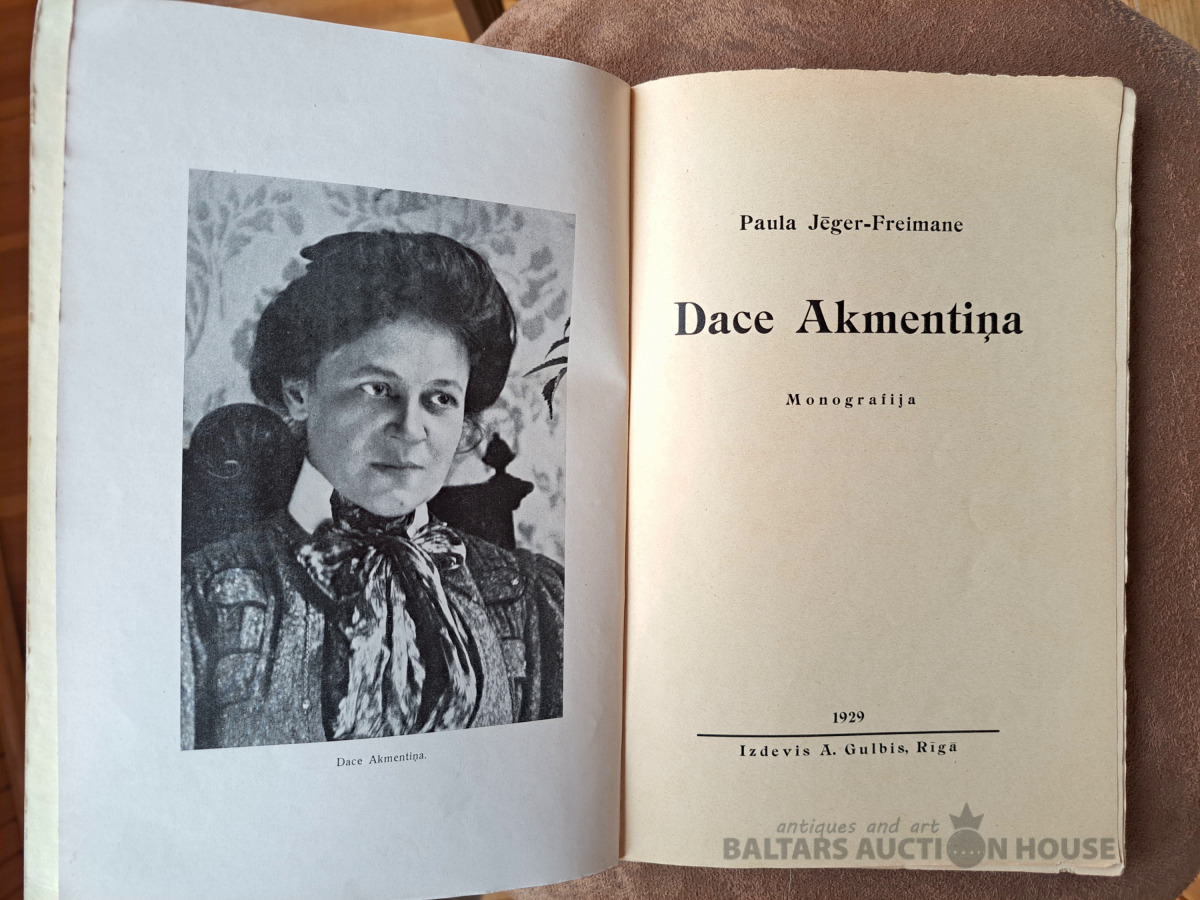 Dace Akmentiņa.
Paula Jēger-Freimane
Dace Akmentiņa
Monografija
1929
Izdevis A. Gulbis, Rīgā
antiques and art
BALTARS AUCTION HOUSE